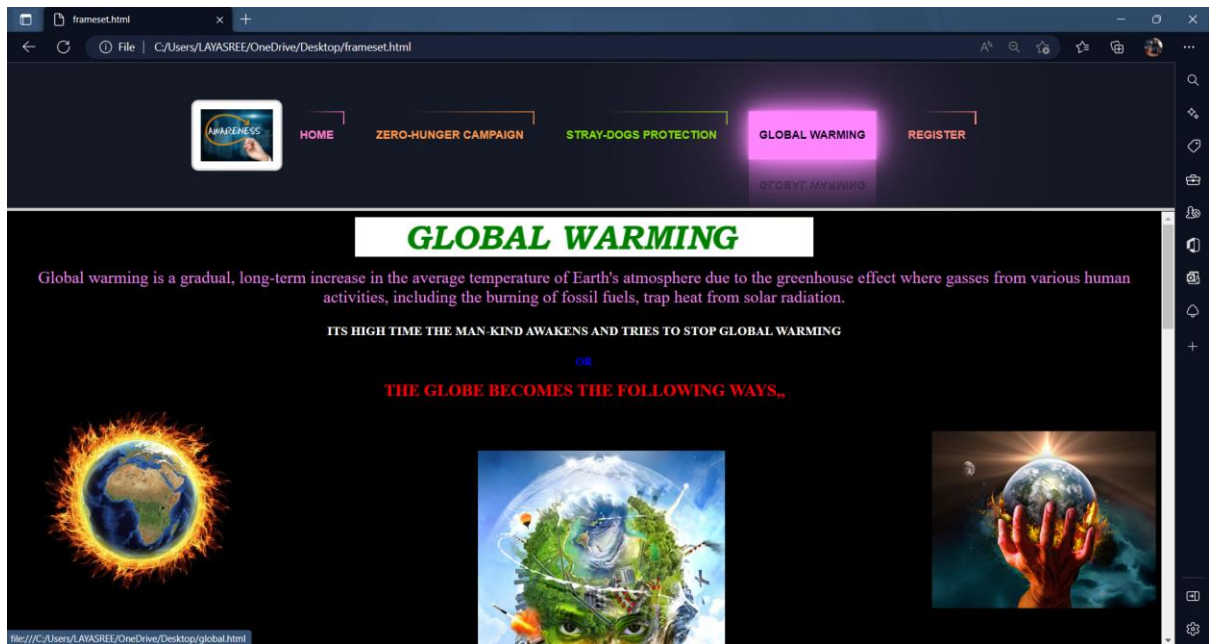 frameset.html
File | C:/Users/LAYASREE/OneDrive/Desktop/frameset.html
AWARENESS
HOME
ZERO-HUNGER CAMPAIGN
STRAY-DOGS PROTECTION
GLOBAL WARMING
REGISTER
GLOBAL WARMING
GLOBAL WARMING
Global warming is a gradual, long-term increase in the average temperature of Earth's atmosphere due to the greenhouse effect where gasses from various human
activities, including the burning of fossil fuels, trap heat from solar radiation.
ITS HIGH TIME THE MAN-KIND AWAKENS AND TRIES TO STOP GLOBAL WARMING
OR
THE GLOBE BECOMES THE FOLLOWING WAYS,,
file:///C:/Users/LAYASREE/OneDrive/Desktop/global.html